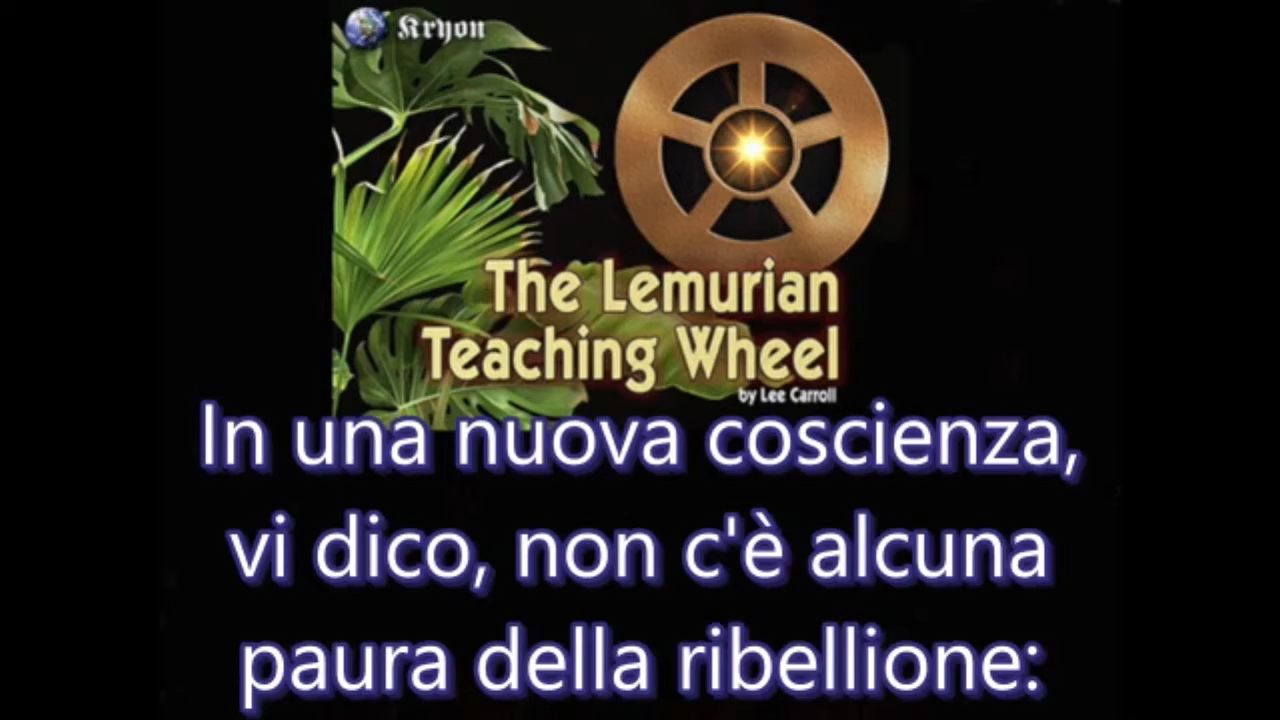 Kryon
The Lemurian
Teaching Wheel
by Lee Carroll
In una nuova coscienza,
vi dico, non c'è alcuna
paura della ribellione: